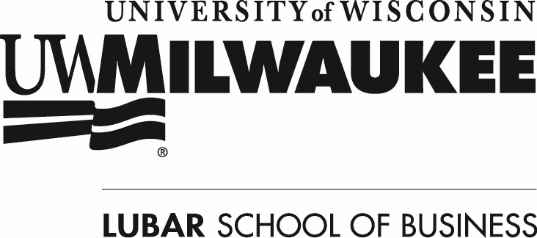 UNIVERSITY of WISCONSIN
UWMILWAUKEE
®
LUBAR SCHOOL OF BUSINESS